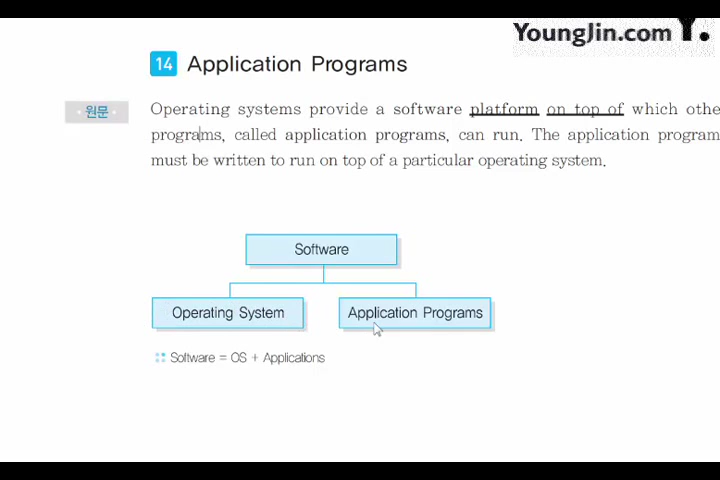 YoungJin.com Y.
14 Application Programs
원문
Operating systems provide a software platform on top of which othe
programs, called application programs, can run. The application program
must be written to run on top of a particular operating system.
Software
Operating System Application Programs
Software = OS + Applications